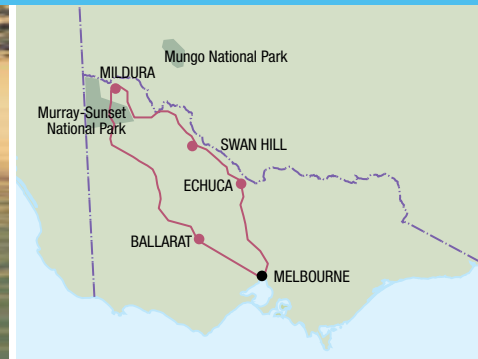 Mungo National Park
MILDURA
Murray-Sunset
National Park
SWAN HILL
ECHUCA
BALLARAT
MELBOURNE